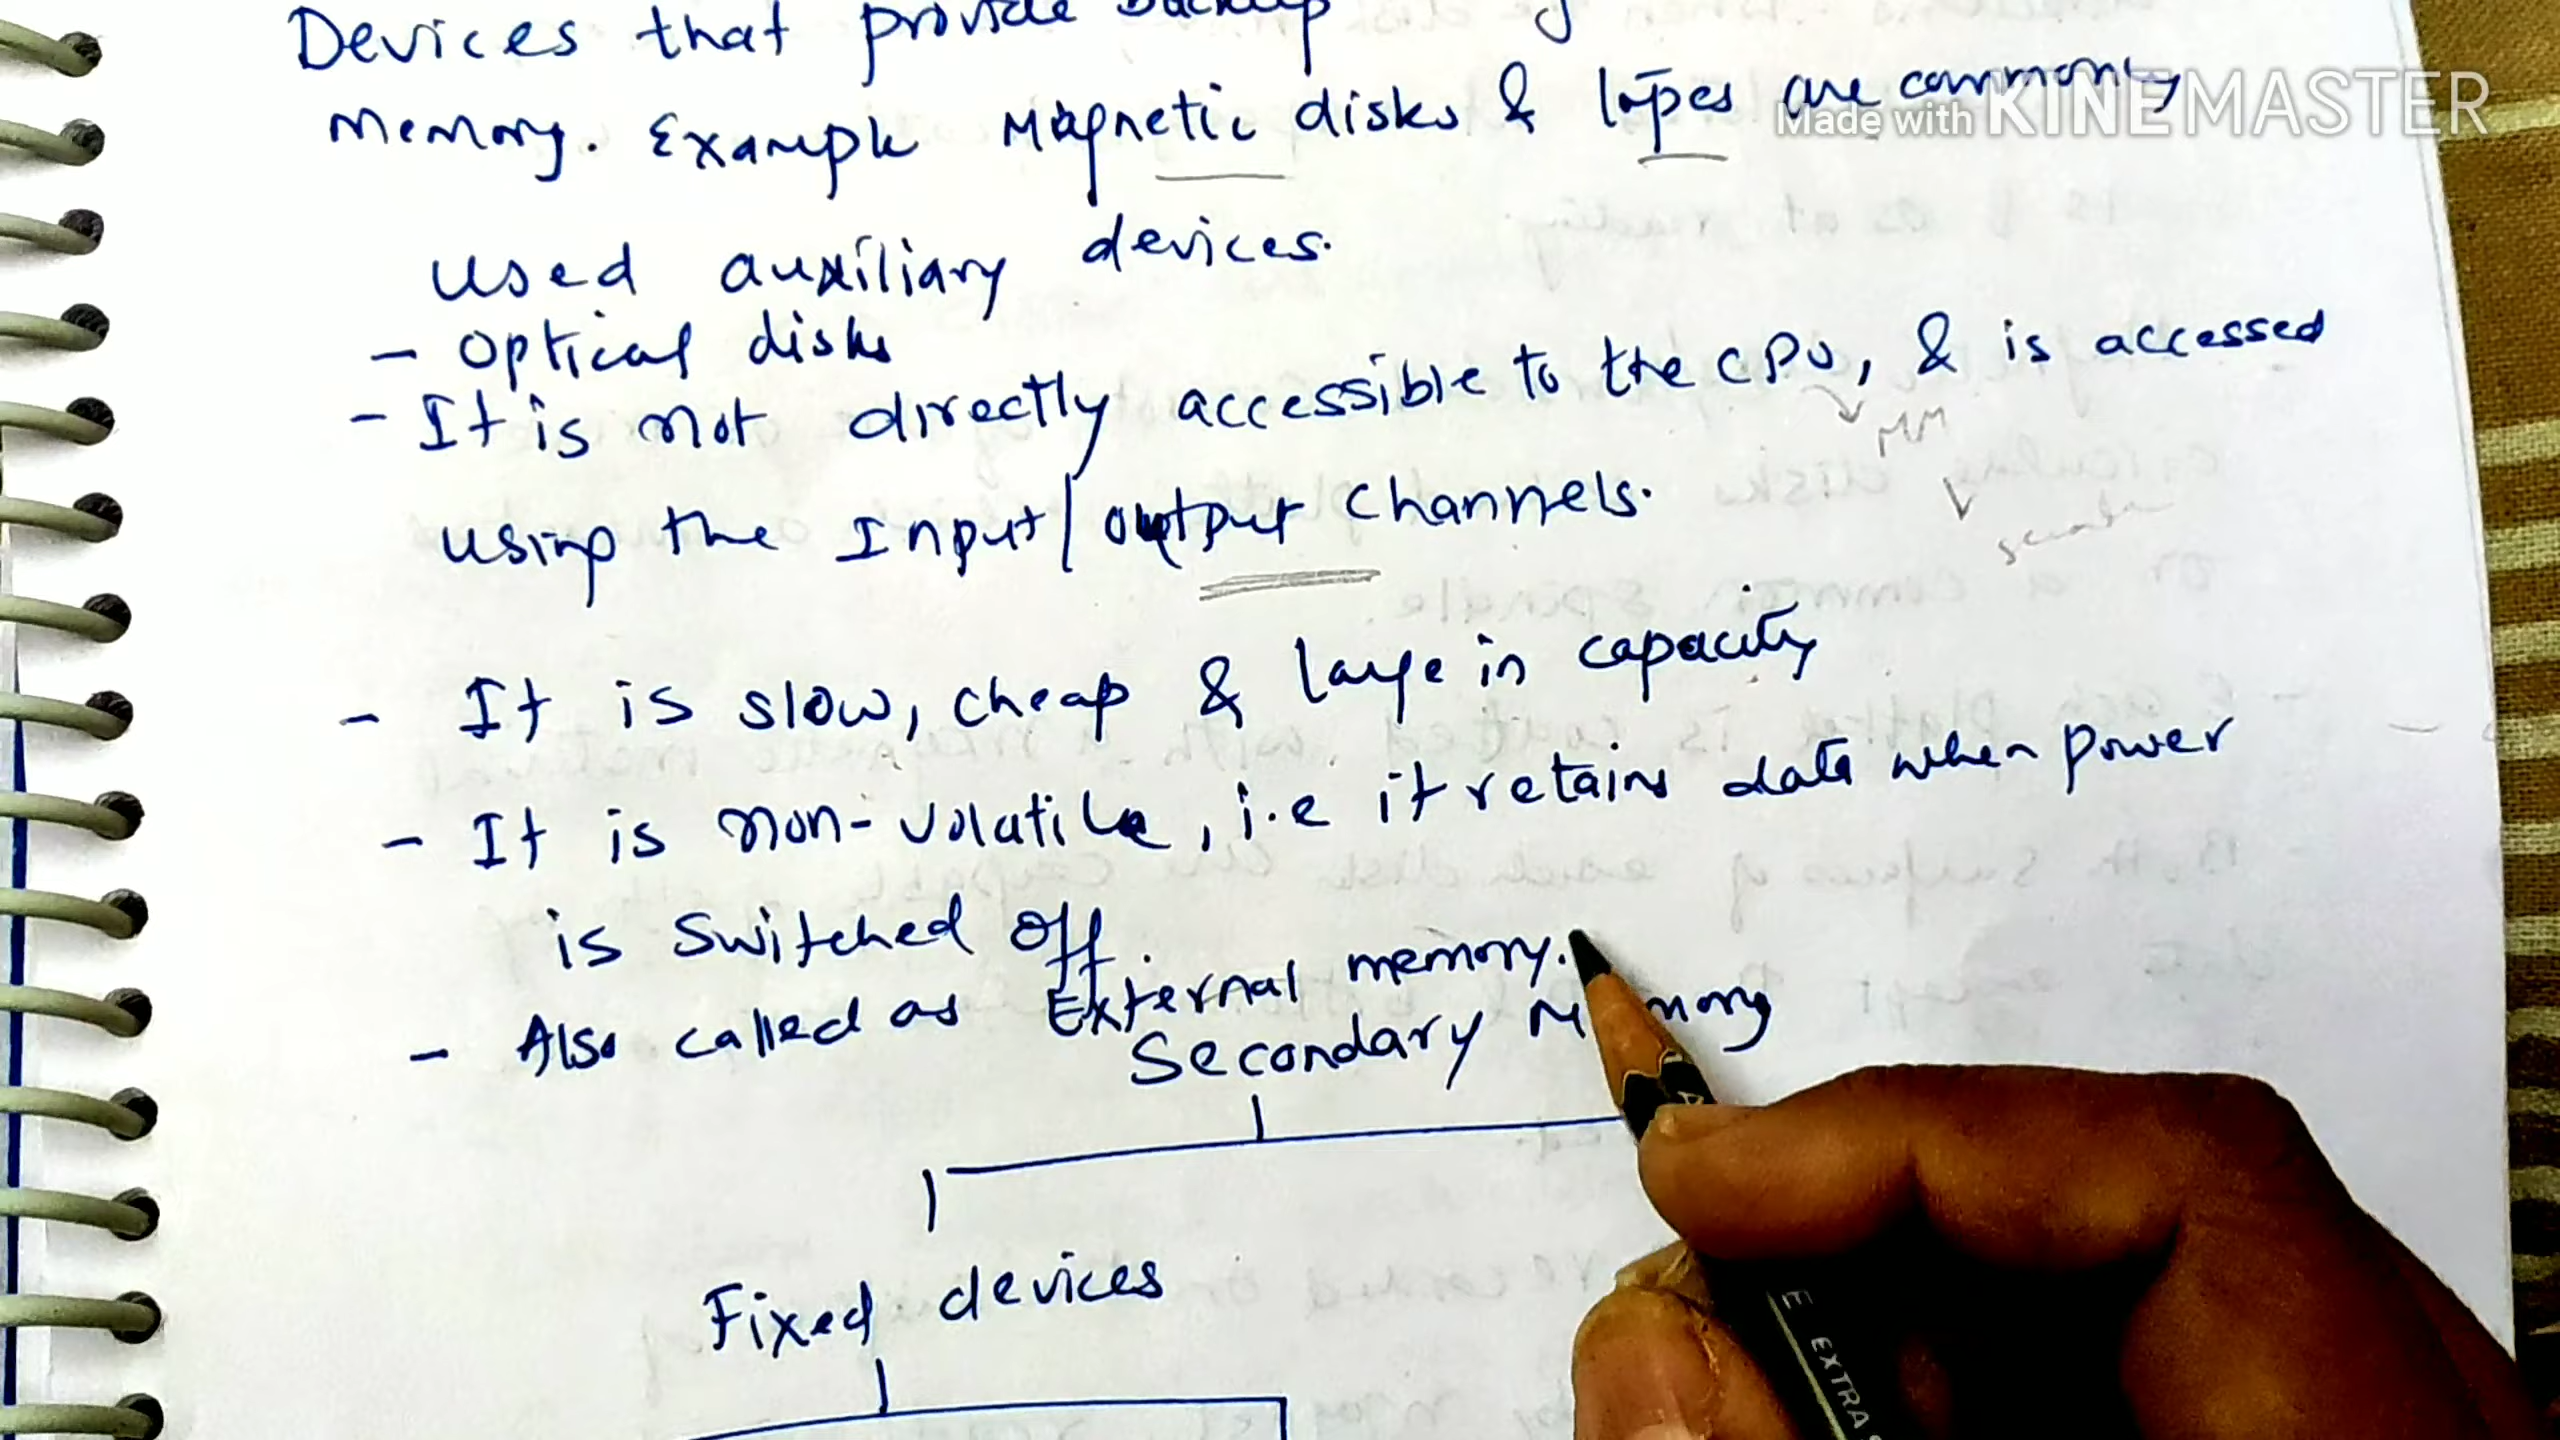 Devices that provide backup
memory. Example Magnetic disks & tapes are commonly
Made with KINEMASTER
used auxiliary devices.
- Optical disks
- It is not directly accessible to the CPU, & is accessed
MM
using the Input/output channels.
- It is slow, cheap & large in capacity
- It is non-volatile, i.e it retains data when power
is switched off.
- Also called as External memory.
Secondary Memory
Fixed devices
E EXTRA